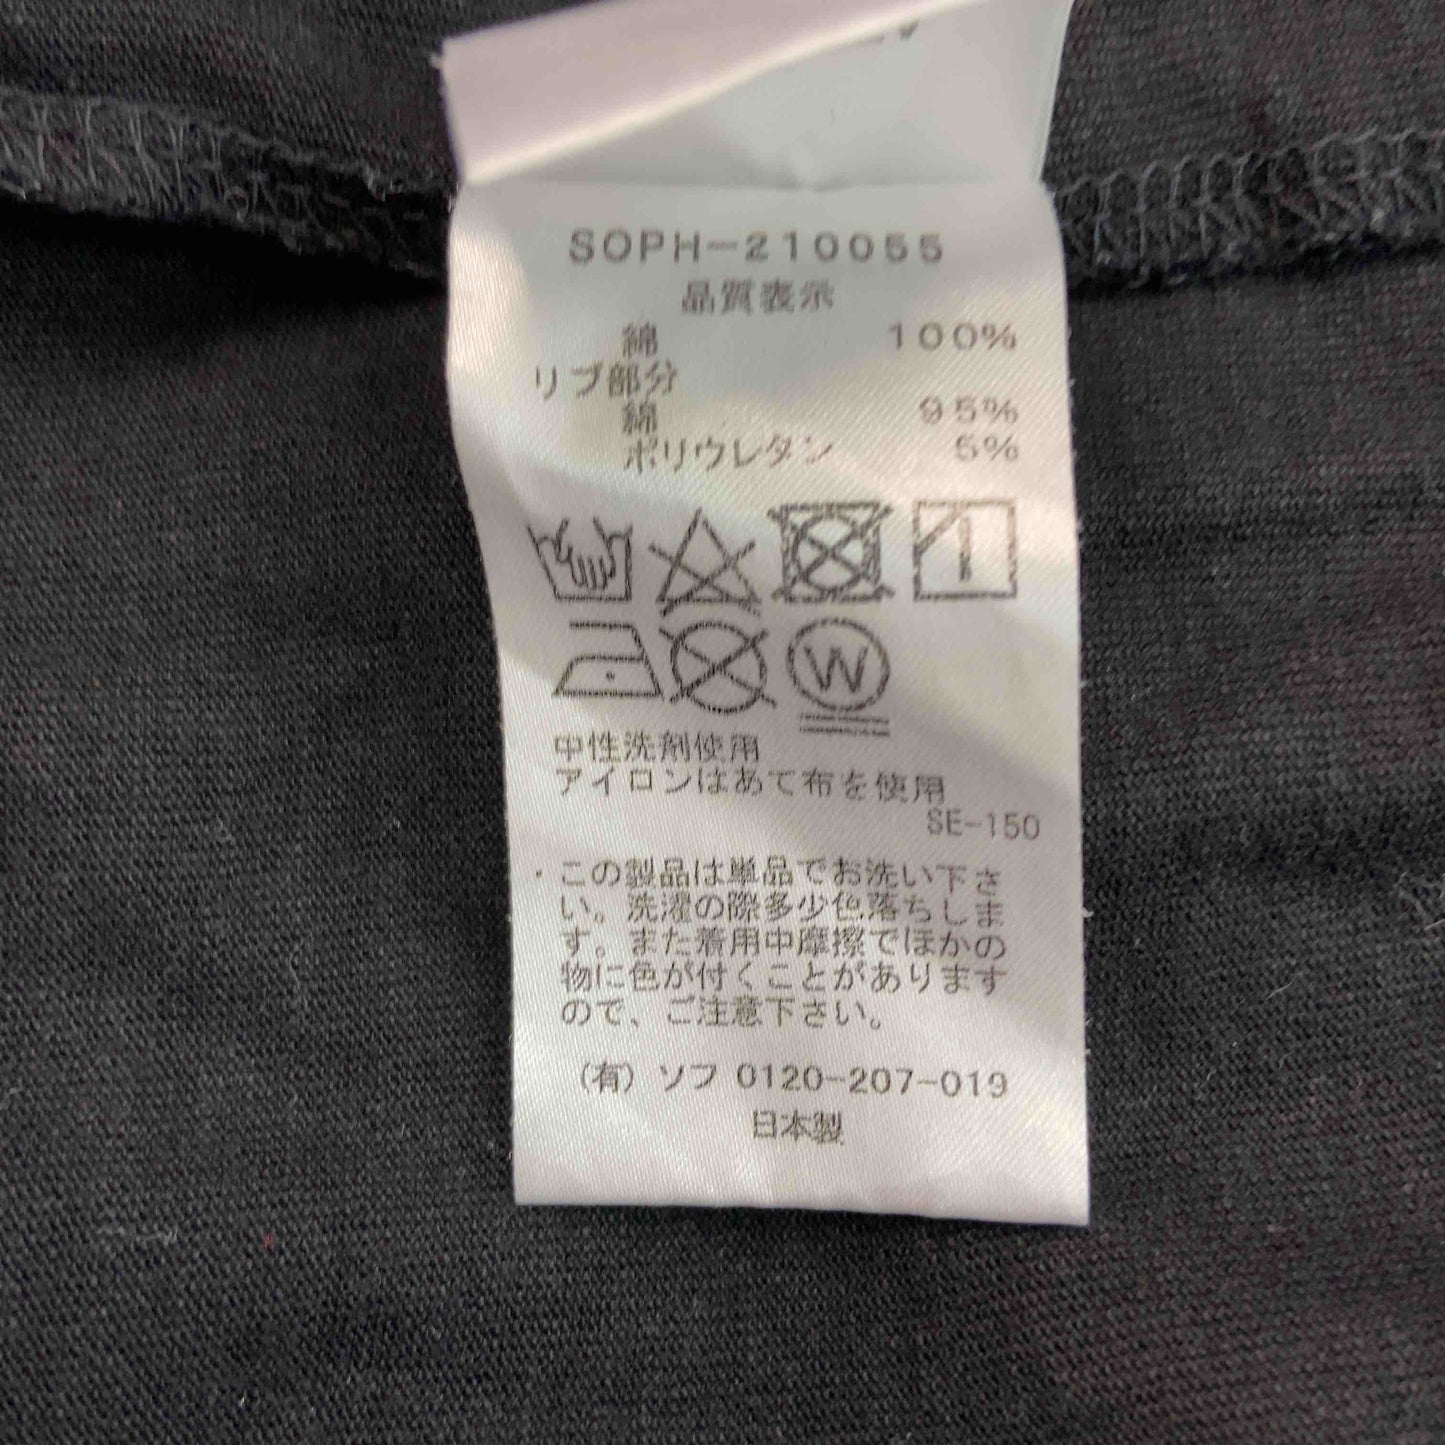 SOPH-210055
品質表示
綿 100%
リブ部分
綿 95%
ポリウレタン 5%
W
中性洗剤使用
アイロンはあて布を使用
SE-150
・この製品は単品でお洗い下さ
い。洗濯の際多少色落ちしま
す。また着用中摩擦でほかの
物に色が付くことがあります
ので、ご注意下さい。
(有) ソフ 0120-207-019
日本製